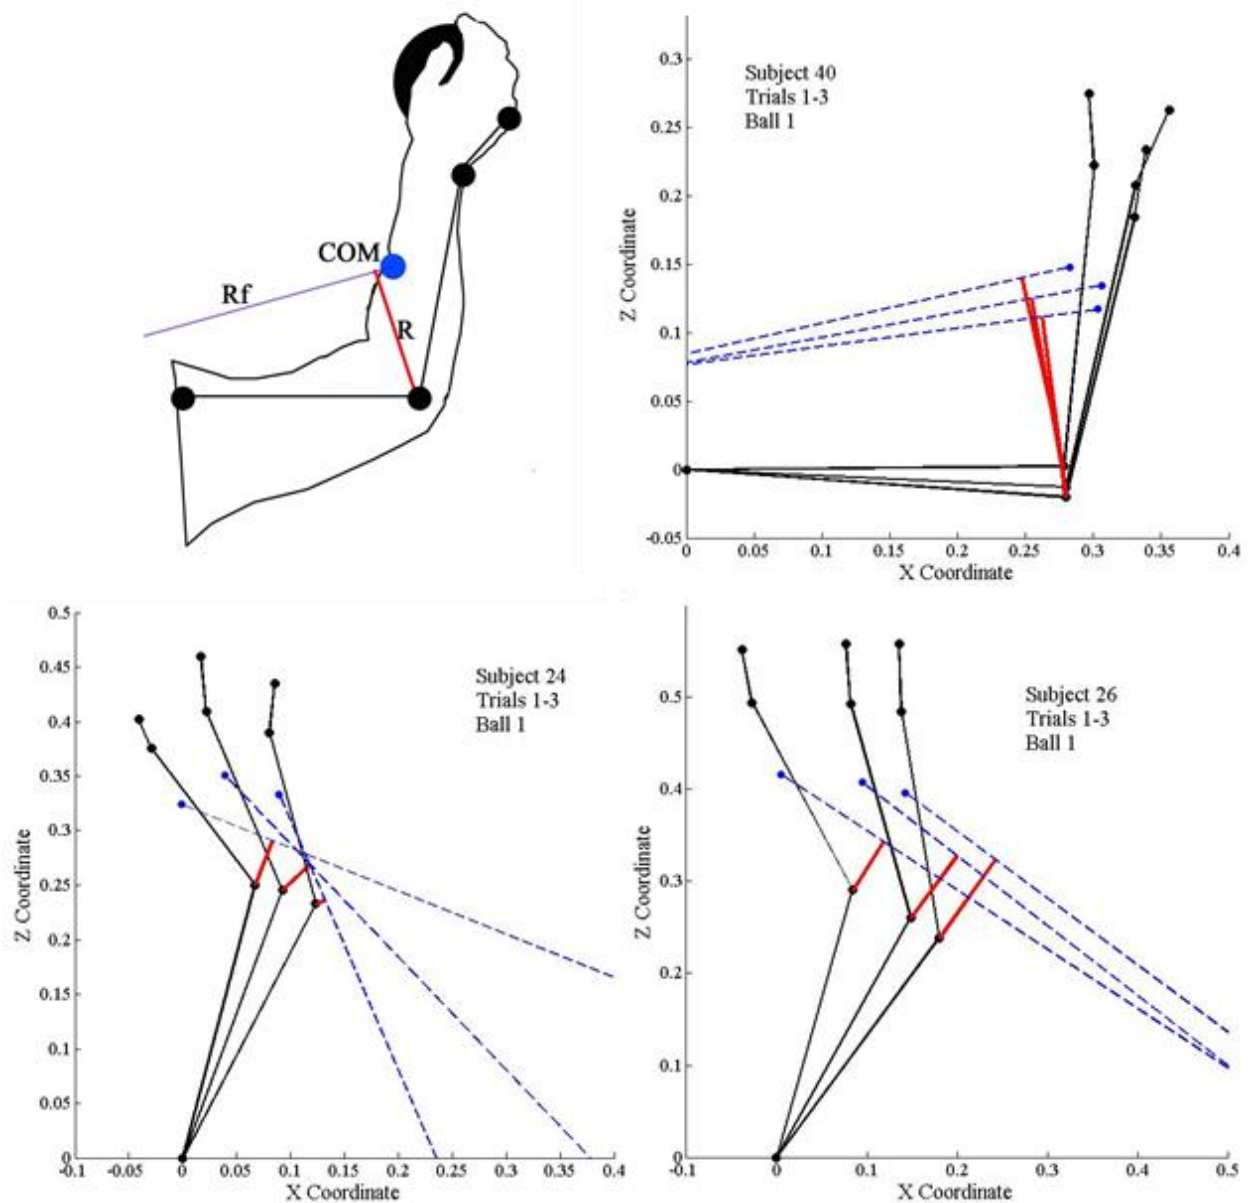 COM
Rf
R
Subject 40
Trials 1-3
Ball 1
Z Coordinate
0.3
0.25
0.2
0.15
0.1
0.05
0
-0.05
0 0.05 0.1 0.15 0.2 0.25 0.3 0.35 0.4
X Coordinate
Subject 24
Trials 1-3
Ball 1
Z Coordinate
0.5
0.45
0.4
0.35
0.3
0.25
0.2
0.15
0.1
0.05
0
-0.1 -0.05 0 0.05 0.1 0.15 0.2 0.25 0.3 0.35 0.4
X Coordinate
Subject 26
Trials 1-3
Ball 1
Z Coordinate
0.5
0.4
0.3
0.2
0.1
0
-0.1 0 0.1 0.2 0.3 0.4 0.5
X Coordinate